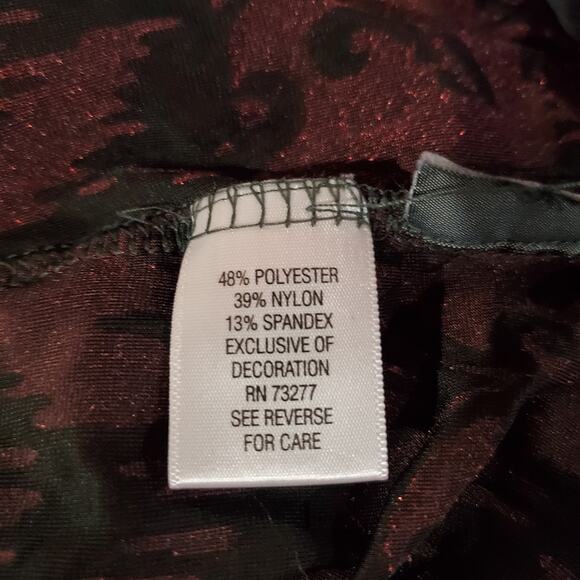 48% POLYESTER
39% NYLON
13% SPANDEX
EXCLUSIVE OF
DECORATION
RN 73277
SEE REVERSE
FOR CARE